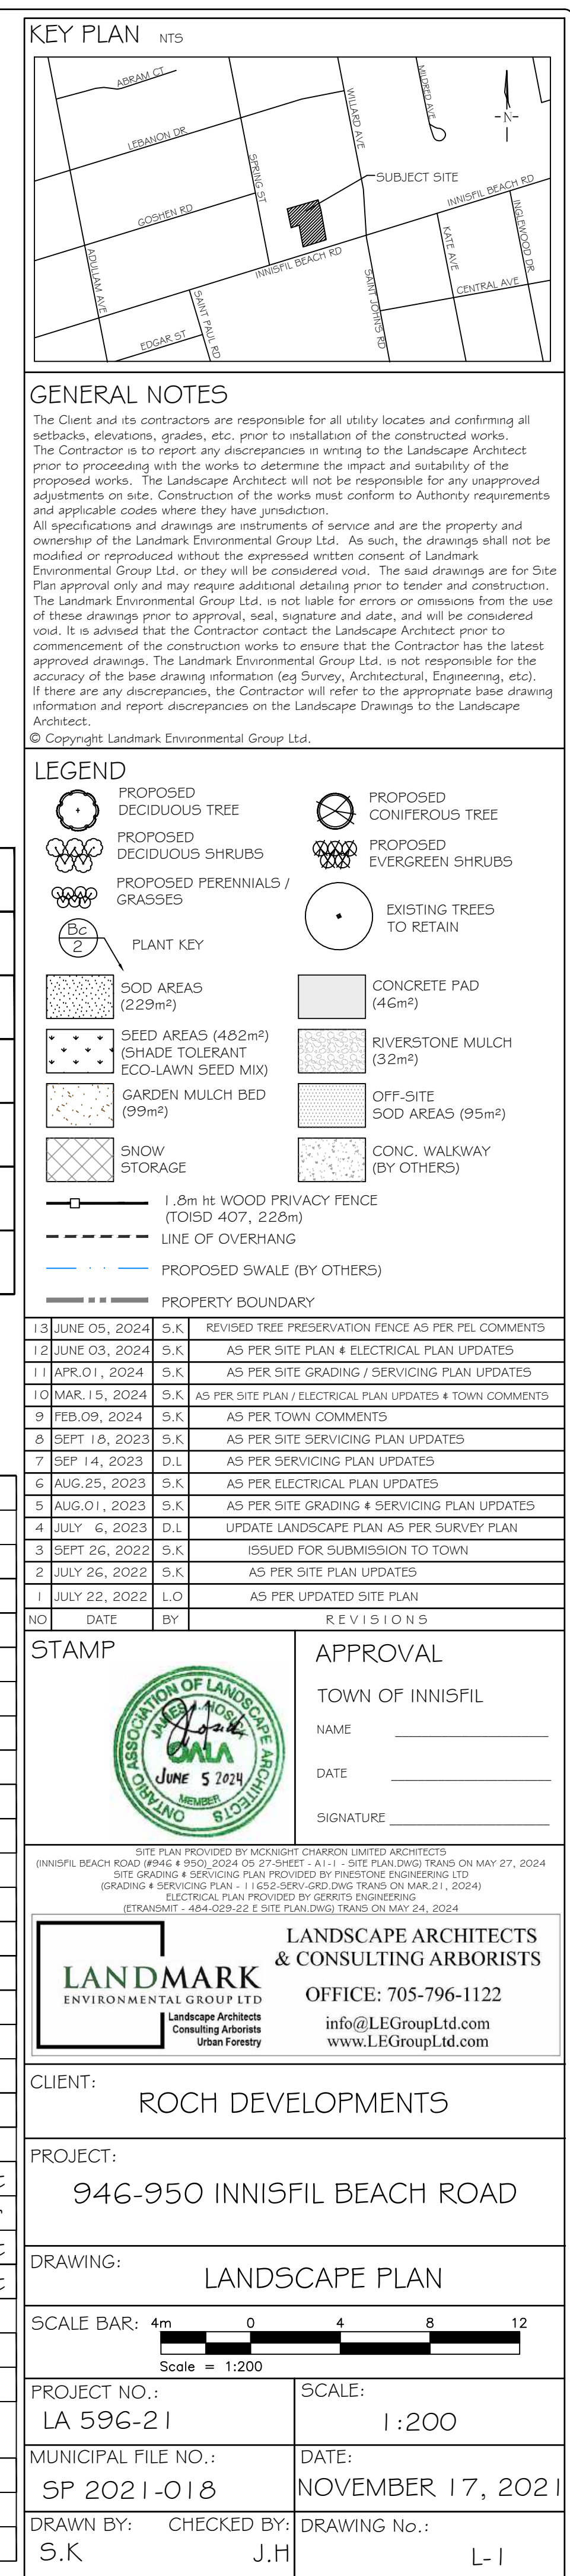 KEY PLAN NTS
ABRAM CT
MILDRED AVE
WILLARD AVE
-N-
LEBANON DR
SPRING ST
SUBJECT SITE
INNISFIL BEACH RD
GOSHEN RD
INGLEWOOD DR
KATE AVE
ADULLAM AVE
INNISFIL BEACH RD
SAINT JOHNS RD
CENTRAL AVE
SAINT PAUL RD
EDGAR ST
GENERAL NOTES
The Client and its contractors are responsible for all utility locates and confirming all
setbacks, elevations, grades, etc. prior to installation of the constructed works.
The Contractor is to report any discrepancies in writing to the Landscape Architect
prior to proceeding with the works to determine the impact and suitability of the
proposed works. The Landscape Architect will not be responsible for any unapproved
adjustments on site. Construction of the works must conform to Authority requirements
and applicable codes where they have jurisdiction.
All specifications and drawings are instruments of service and are the property and
ownership of the Landmark Environmental Group Ltd. As such, the drawings shall not be
modified or reproduced without the expressed written consent of Landmark
Environmental Group Ltd. or they will be considered void. The said drawings are for Site
Plan approval only and may require additional detailing prior to tender and construction.
The Landmark Environmental Group Ltd. is not liable for errors or omissions from the use
of these drawings prior to approval, seal, signature and date, and will be considered
void. It is advised that the Contractor contact the Landscape Architect prior to
commencement of the construction works to ensure that the Contractor has the latest
approved drawings. The Landmark Environmental Group Ltd. is not responsible for the
accuracy of the base drawing information (eg Survey, Architectural, Engineering, etc).
If there are any discrepancies, the Contractor will refer to the appropriate base drawing
information and report discrepancies on the Landscape Drawings to the Landscape
Architect.
© Copyright Landmark Environmental Group Ltd.
LEGEND
PROPOSED
DECIDUOUS TREE
PROPOSED
CONIFEROUS TREE
PROPOSED
DECIDUOUS SHRUBS
PROPOSED
EVERGREEN SHRUBS
PROPOSED PERENNIALS /
GRASSES
EXISTING TREES
TO RETAIN
Bc
2
PLANT KEY
SOD AREAS
(229m²)
CONCRETE PAD
(46m²)
SEED AREAS (482m²)
(SHADE TOLERANT
ECO-LAWN SEED MIX)
RIVERSTONE MULCH
(32m²)
GARDEN MULCH BED
(99m²)
OFF-SITE
SOD AREAS (95m²)
SNOW
STORAGE
CONC. WALKWAY
(BY OTHERS)
1.8m ht WOOD PRIVACY FENCE
(TOISD 407, 228m)
LINE OF OVERHANG
PROPOSED SWALE (BY OTHERS)
PROPERTY BOUNDARY
13 JUNE 05, 2024 S.K REVISED TREE PRESERVATION FENCE AS PER PEL COMMENTS
12 JUNE 03, 2024 S.K AS PER SITE PLAN & ELECTRICAL PLAN UPDATES
11 APR.01, 2024 S.K AS PER SITE GRADING / SERVICING PLAN UPDATES
10 MAR.15, 2024 S.K AS PER SITE PLAN / ELECTRICAL PLAN UPDATES & TOWN COMMENTS
9 FEB.09, 2024 S.K AS PER TOWN COMMENTS
8 SEPT 18, 2023 S.K AS PER SITE SERVICING PLAN UPDATES
7 SEP 14, 2023 D.L AS PER SERVICING PLAN UPDATES
6 AUG.25, 2023 S.K AS PER ELECTRICAL PLAN UPDATES
5 AUG.01, 2023 S.K AS PER SITE GRADING & SERVICING PLAN UPDATES
4 JULY 6, 2023 D.L UPDATE LANDSCAPE PLAN AS PER SURVEY PLAN
3 SEPT 26, 2022 S.K ISSUED FOR SUBMISSION TO TOWN
2 JULY 26, 2022 S.K AS PER SITE PLAN UPDATES
1 JULY 22, 2022 L.O AS PER UPDATED SITE PLAN
NO DATE BY REVISIONS
STAMP
ONTARIO ASSOCIATION OF LANDSCAPE ARCHITECTS
OALA
JUNE 5 2024
MEMBER
APPROVAL
TOWN OF INNISFIL
NAME
DATE
SIGNATURE
SITE PLAN PROVIDED BY MCKNIGHT CHARRON LIMITED ARCHITECTS
(INNISFIL BEACH ROAD (#946 & 950)_2024 05 27-SHEET - A1-1 - SITE PLAN.DWG) TRANS ON MAY 27, 2024
SITE GRADING & SERVICING PLAN PROVIDED BY PINESTONE ENGINEERING LTD
(GRADING & SERVICING PLAN - 11652-SERV-GRD.DWG TRANS ON MAR.21, 2024)
ELECTRICAL PLAN PROVIDED BY GERRITS ENGINEERING
(ETRANSMIT - 484-029-22 E SITE PLAN.DWG) TRANS ON MAY 24, 2024
LANDMARK
ENVIRONMENTAL GROUP LTD
Landscape Architects
Consulting Arborists
Urban Forestry
LANDSCAPE ARCHITECTS
& CONSULTING ARBORISTS
OFFICE: 705-796-1122
info@LEGroupLtd.com
www.LEGroupLtd.com
CLIENT:
ROCH DEVELOPMENTS
PROJECT:
946-950 INNISFIL BEACH ROAD
DRAWING:
LANDSCAPE PLAN
SCALE BAR: 4m 0 4 8 12
Scale = 1:200
PROJECT NO.:
LA 596-21
SCALE:
1:200
MUNICIPAL FILE NO.:
SP 2021-018
DATE:
NOVEMBER 17, 2021
DRAWN BY:
S.K
CHECKED BY:
J.H
DRAWING No.:
L-1